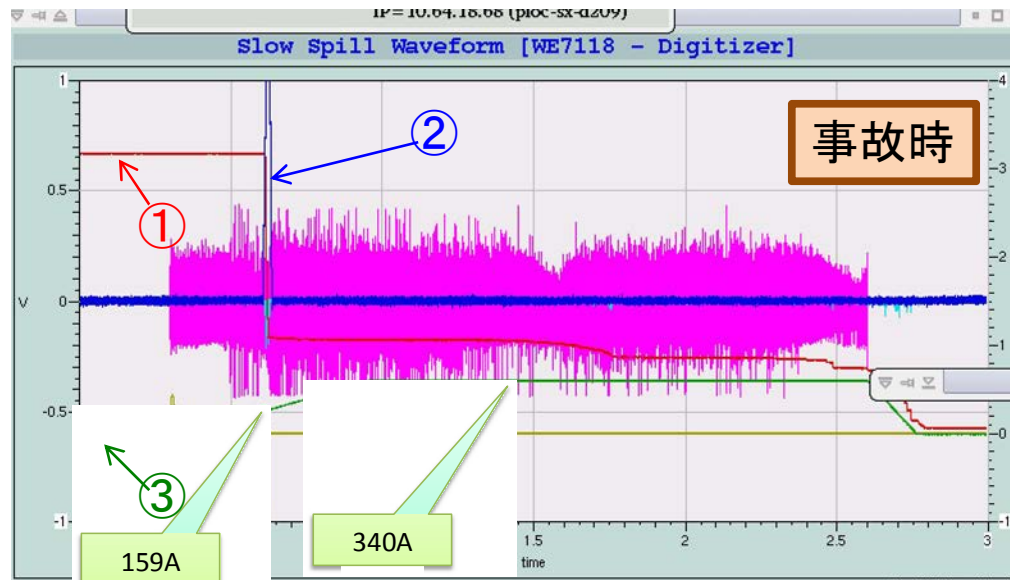 IP= 10.64.18.68 (pioc-sx-d209)
Slow Spill Waveform [WE7118 - Digitizer]
1
0.5
0
-0.5
-1
V
4
3
2
1
0
-1
1.5
2
2.5
3
time
事故時
①
②
③
159A
340A